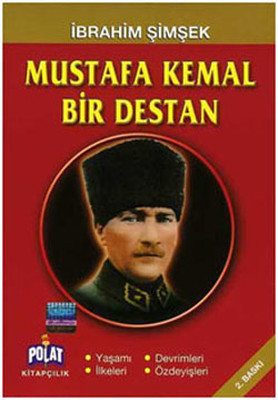 İBRAHİM ŞİMŞEK
MUSTAFA KEMAL
BİR DESTAN
POLAT
KİTAPÇILIK
• Yaşamı • Devrimleri
• İlkeleri • Özdeyişleri
2. BASKI